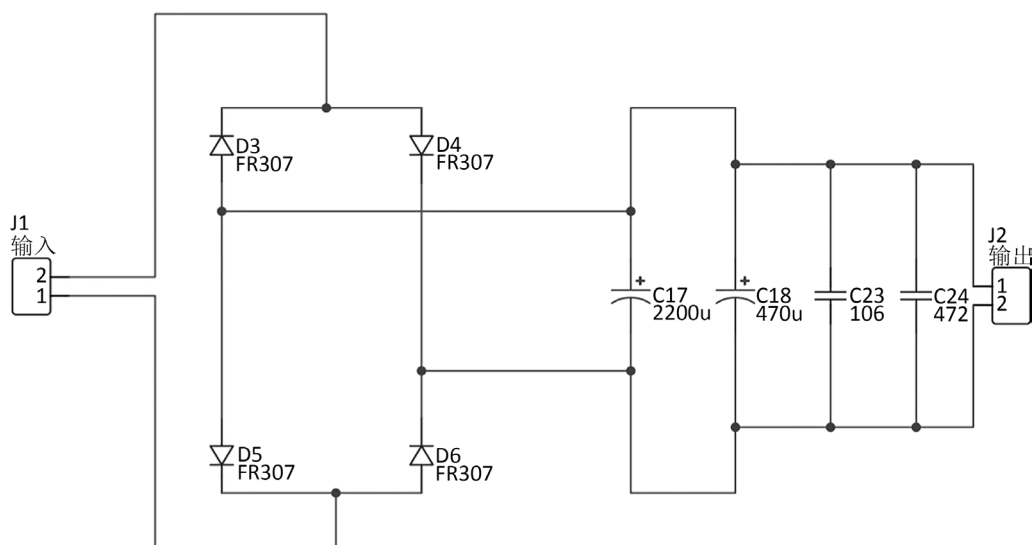 D3
FR307
D4
FR307
J1
输入
2
1
J2
输出
1
2
+
C17
2200u
+
C18
470u
C23
106
C24
472
D5
FR307
D6
FR307